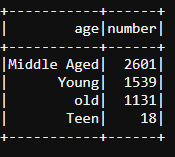 +-----------+------+
|        age|number|
+-----------+------+
|Middle Aged|  2601|
|      Young|  1539|
|        old|  1131|
|       Teen|    18|
+-----------+------+